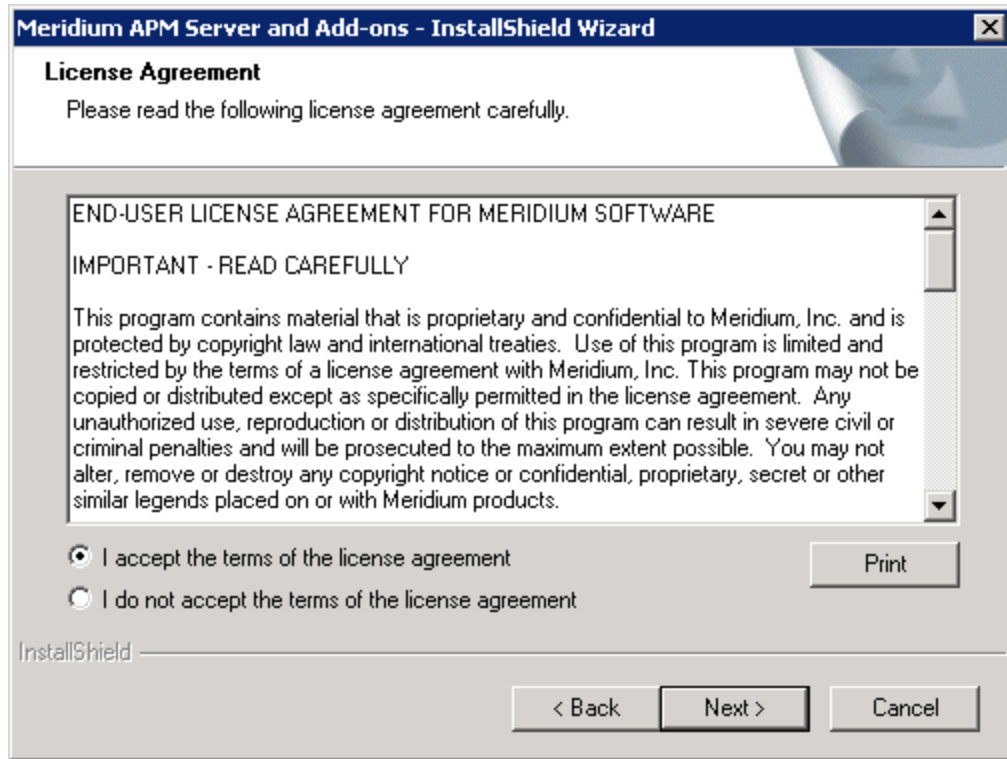 Meridium APM Server and Add-ons - InstallShield Wizard
License Agreement
Please read the following license agreement carefully.
END-USER LICENSE AGREEMENT FOR MERIDIUM SOFTWARE
IMPORTANT - READ CAREFULLY
This program contains material that is proprietary and confidential to Meridium, Inc. and is
protected by copyright law and international treaties.  Use of this program is limited and
restricted by the terms of a license agreement with Meridium, Inc. This program may not be
copied or distributed except as specifically permitted in the license agreement.  Any
unauthorized use, reproduction or distribution of this program can result in severe civil or
criminal penalties and will be prosecuted to the maximum extent possible.  You may not
alter, remove or destroy any copyright notice or confidential, proprietary, secret or other
similar legends placed on or with Meridium products.
I accept the terms of the license agreement
Print
I do not accept the terms of the license agreement
InstallShield
< Back
Next >
Cancel